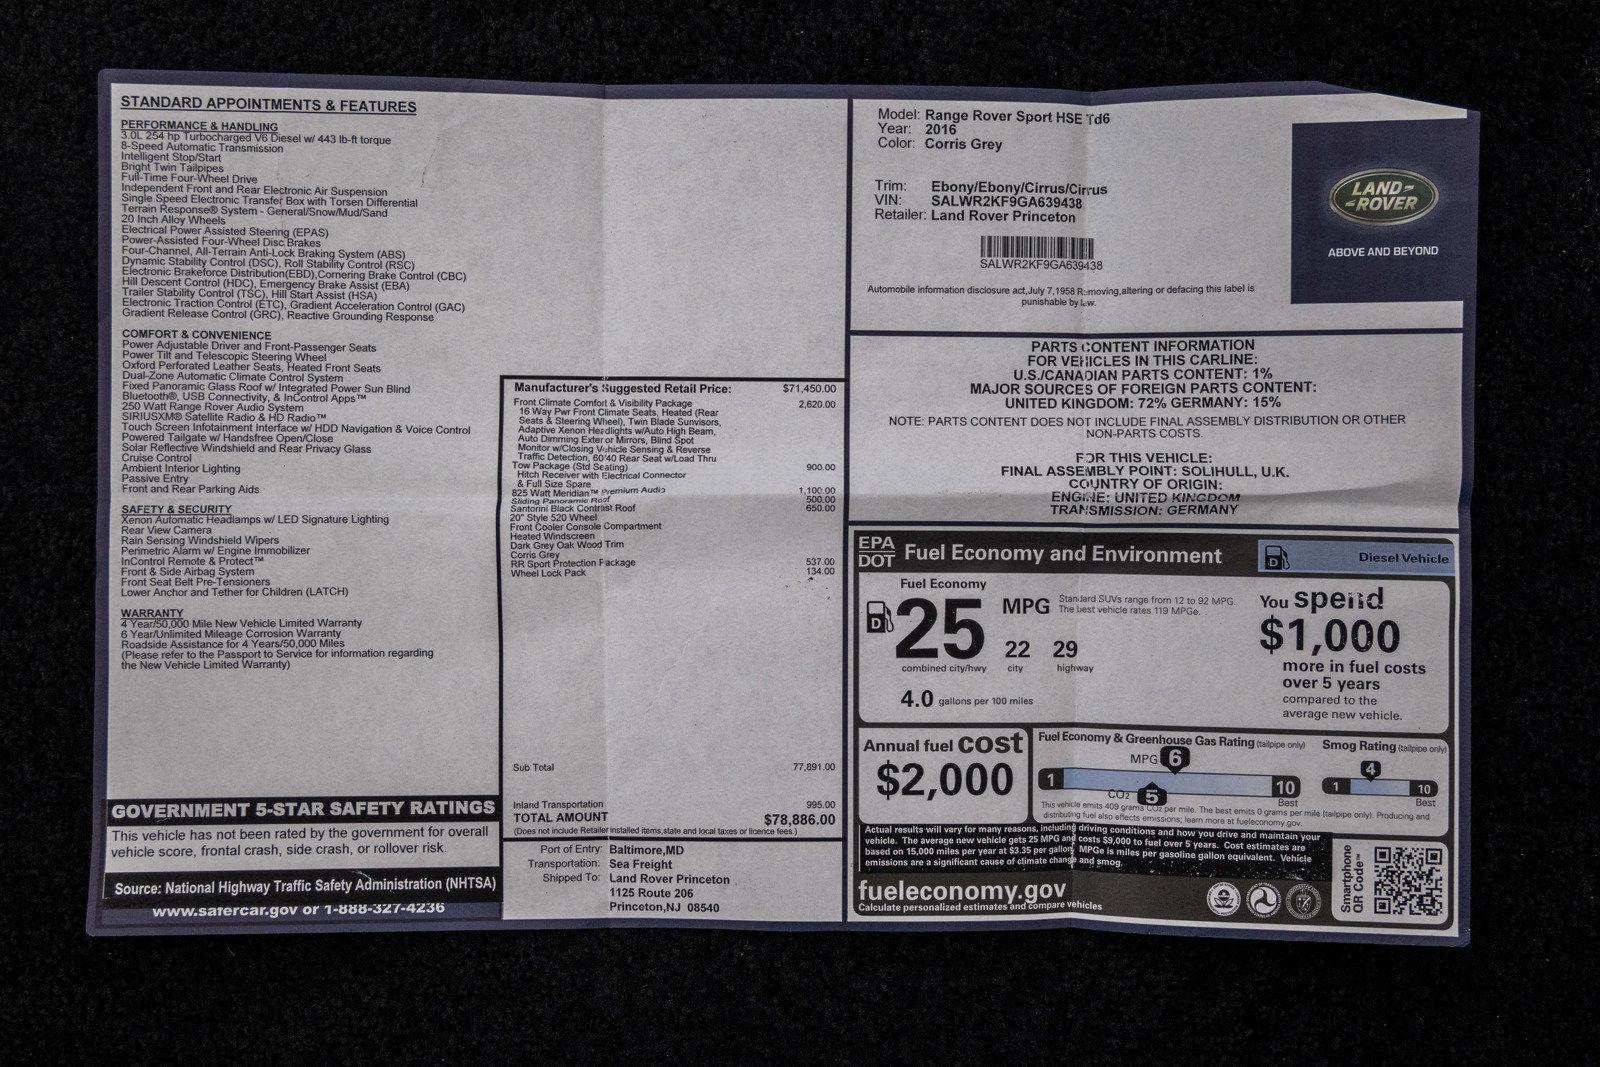 STANDARD APPOINTMENTS & FEATURES
PERFORMANCE & HANDLING
3.0L 254 hp Turbocharged V6 Diesel w/ 443 lb-ft torque
8-Speed Automatic Transmission
Intelligent Stop/Start
Bright Twin Tailpipes
Full-Time Four-Wheel Drive
Independent Front and Rear Electronic Air Suspension
Single Speed Electronic Transfer Box with Torsen Differential
Terrain Response® System - General/Snow/Mud/Sand
20 Inch Alloy Wheels
Electrical Power Assisted Steering (EPAS)
Power-Assisted Four-Wheel Disc Brakes
Four-Channel, All-Terrain Anti-Lock Braking System (ABS)
Dynamic Stability Control (DSC), Roll Stability Control (RSC)
Electronic Brakeforce Distribution(EBD),Cornering Brake Control (CBC)
Hill Descent Control (HDC), Emergency Brake Assist (EBA)
Trailer Stability Control (TSC), Hill Start Assist (HSA)
Electronic Traction Control (ETC), Gradient Acceleration Control (GAC)
Gradient Release Control (GRC), Reactive Grounding Response
COMFORT & CONVENIENCE
Power Adjustable Driver and Front-Passenger Seats
Power Tilt and Telescopic Steering Wheel
Oxford Perforated Leather Seats, Heated Front Seats
Dual-Zone Automatic Climate Control System
Fixed Panoramic Glass Roof w/ Integrated Power Sun Blind
Bluetooth®, USB Connectivity, & InControl Apps™
250 Watt Range Rover Audio System
SIRIUSXM® Satellite Radio & HD Radio™
Touch Screen Infotainment Interface w/ HDD Navigation & Voice Control
Powered Tailgate w/ Handsfree Open/Close
Solar Reflective Windshield and Rear Privacy Glass
Cruise Control
Ambient Interior Lighting
Passive Entry
Front and Rear Parking Aids
SAFETY & SECURITY
Xenon Automatic Headlamps w/ LED Signature Lighting
Rear View Camera
Rain Sensing Windshield Wipers
Perimetric Alarm w/ Engine Immobilizer
InControl Remote & Protect™
Front & Side Airbag System
Front Seat Belt Pre-Tensioners
Lower Anchor and Tether for Children (LATCH)
WARRANTY
4 Year/50,000 Mile New Vehicle Limited Warranty
6 Year/Unlimited Mileage Corrosion Warranty
Roadside Assistance for 4 Years/50,000 Miles
(Please refer to the Passport to Service for information regarding
the New Vehicle Limited Warranty)
GOVERNMENT 5-STAR SAFETY RATINGS
This vehicle has not been rated by the government for overall
vehicle score, frontal crash, side crash, or rollover risk.
Source: National Highway Traffic Safety Administration (NHTSA)
www.safercar.gov or 1-888-327-4236
Manufacturer's Suggested Retail Price: $71,450.00
Front Climate Comfort & Visibility Package 2,620.00
16 Way Pwr Front Climate Seats, Heated (Rear
Seats & Steering Wheel), Twin Blade Sunvisors,
Adaptive Xenon Headlights w/Auto High Beam,
Auto Dimming Exterior Mirrors, Blind Spot
Monitor w/Closing Vehicle Sensing & Reverse
Traffic Detection, 60/40 Rear Seat w/Load Thru
Tow Package (Std Seating) 900.00
Hitch Receiver with Electrical Connector
& Full Size Spare
825 Watt Meridian™ Premium Audio 1,100.00
Sliding Panoramic Roof 500.00
Santorini Black Contrast Roof 650.00
20" Style 520 Wheel
Front Cooler Console Compartment
Heated Windscreen
Dark Grey Oak Wood Trim
Corris Grey
RR Sport Protection Package 537.00
Wheel Lock Pack 134.00
Sub Total 77,891.00
Inland Transportation 995.00
TOTAL AMOUNT $78,886.00
(Does not include Retailer installed items,state and local taxes or licence fees.)
Port of Entry: Baltimore,MD
Transportation: Sea Freight
Shipped To: Land Rover Princeton
1125 Route 206
Princeton,NJ 08540
Model: Range Rover Sport HSE Td6
Year: 2016
Color: Corris Grey
Trim: Ebony/Ebony/Cirrus/Cirrus
VIN: SALWR2KF9GA639438
Retailer: Land Rover Princeton
SALWR2KF9GA639438
Automobile information disclosure act,July 7,1958 Removing,altering or defacing this label is
punishable by law.
LAND-
-ROVER
ABOVE AND BEYOND
PARTS CONTENT INFORMATION
FOR VEHICLES IN THIS CARLINE:
U.S./CANADIAN PARTS CONTENT: 1%
MAJOR SOURCES OF FOREIGN PARTS CONTENT:
UNITED KINGDOM: 72% GERMANY: 15%
NOTE: PARTS CONTENT DOES NOT INCLUDE FINAL ASSEMBLY DISTRIBUTION OR OTHER
NON-PARTS COSTS.
FOR THIS VEHICLE:
FINAL ASSEMBLY POINT: SOLIHULL, U.K.
COUNTRY OF ORIGIN:
ENGINE: UNITED KINGDOM
TRANSMISSION: GERMANY
EPA
DOT Fuel Economy and Environment
D Diesel Vehicle
Fuel Economy
D 25 MPG
Standard SUVs range from 12 to 92 MPG.
The best vehicle rates 119 MPGe.
22 29
combined city/hwy city highway
4.0 gallons per 100 miles
You spend
$1,000
more in fuel costs
over 5 years
compared to the
average new vehicle.
Annual fuel cost
$2,000
Fuel Economy & Greenhouse Gas Rating (tailpipe only)
MPG 6
1 10
CO2 5 Best
Smog Rating (tailpipe only)
4
1 10
Best
This vehicle emits 409 grams CO2 per mile. The best emits 0 grams per mile (tailpipe only). Producing and
distributing fuel also effects emissions; learn more at fueleconomy.gov.
Actual results will vary for many reasons, including driving conditions and how you drive and maintain your
vehicle. The average new vehicle gets 25 MPG and costs $9,000 to fuel over 5 years. Cost estimates are
based on 15,000 miles per year at $3.35 per gallon. MPGe is miles per gasoline gallon equivalent. Vehicle
emissions are a significant cause of climate change and smog.
fueleconomy.gov
Calculate personalized estimates and compare vehicles
Smartphone
QR Code™